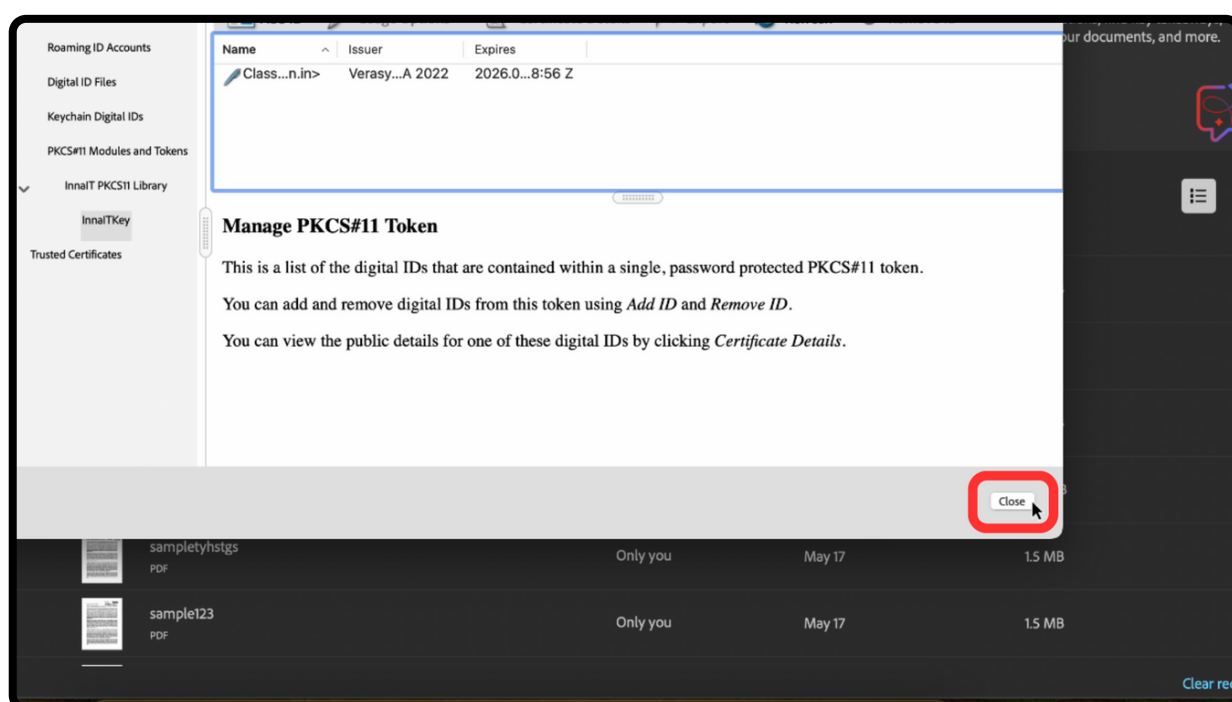 Roaming ID Accounts
Digital ID Files
Keychain Digital IDs
PKCS#11 Modules and Tokens
InnaIT PKCS11 Library
InnaITKey
Trusted Certificates
Name Issuer Expires
Class...n.in> Verasy...A 2022 2026.0...8:56 Z
Manage PKCS#11 Token
This is a list of the digital IDs that are contained within a single, password protected PKCS#11 token.
You can add and remove digital IDs from this token using Add ID and Remove ID.
You can view the public details for one of these digital IDs by clicking Certificate Details.
Close
ur documents, and more.
sampletyhstgs
PDF
Only you May 17 1.5 MB
sample123
PDF
Only you May 17 1.5 MB
Clear rec